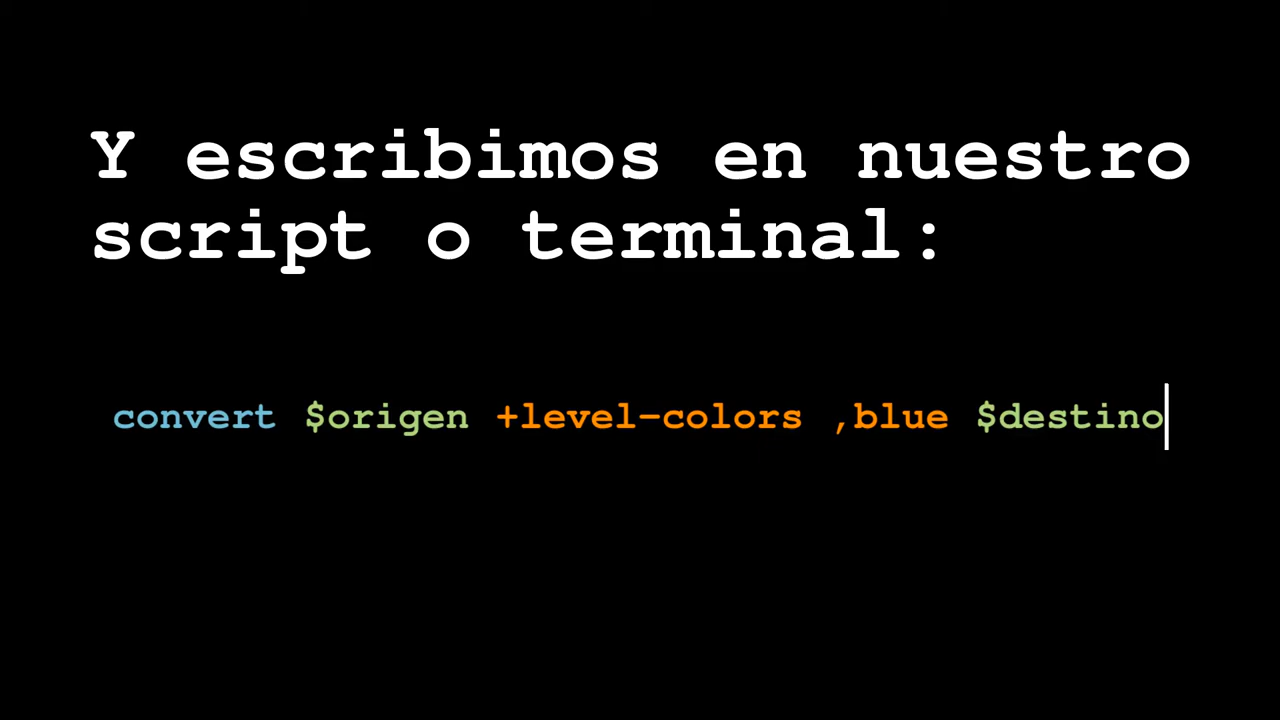 Y escribimos en nuestro
script o terminal:
convert $origen +level-colors ,blue $destino